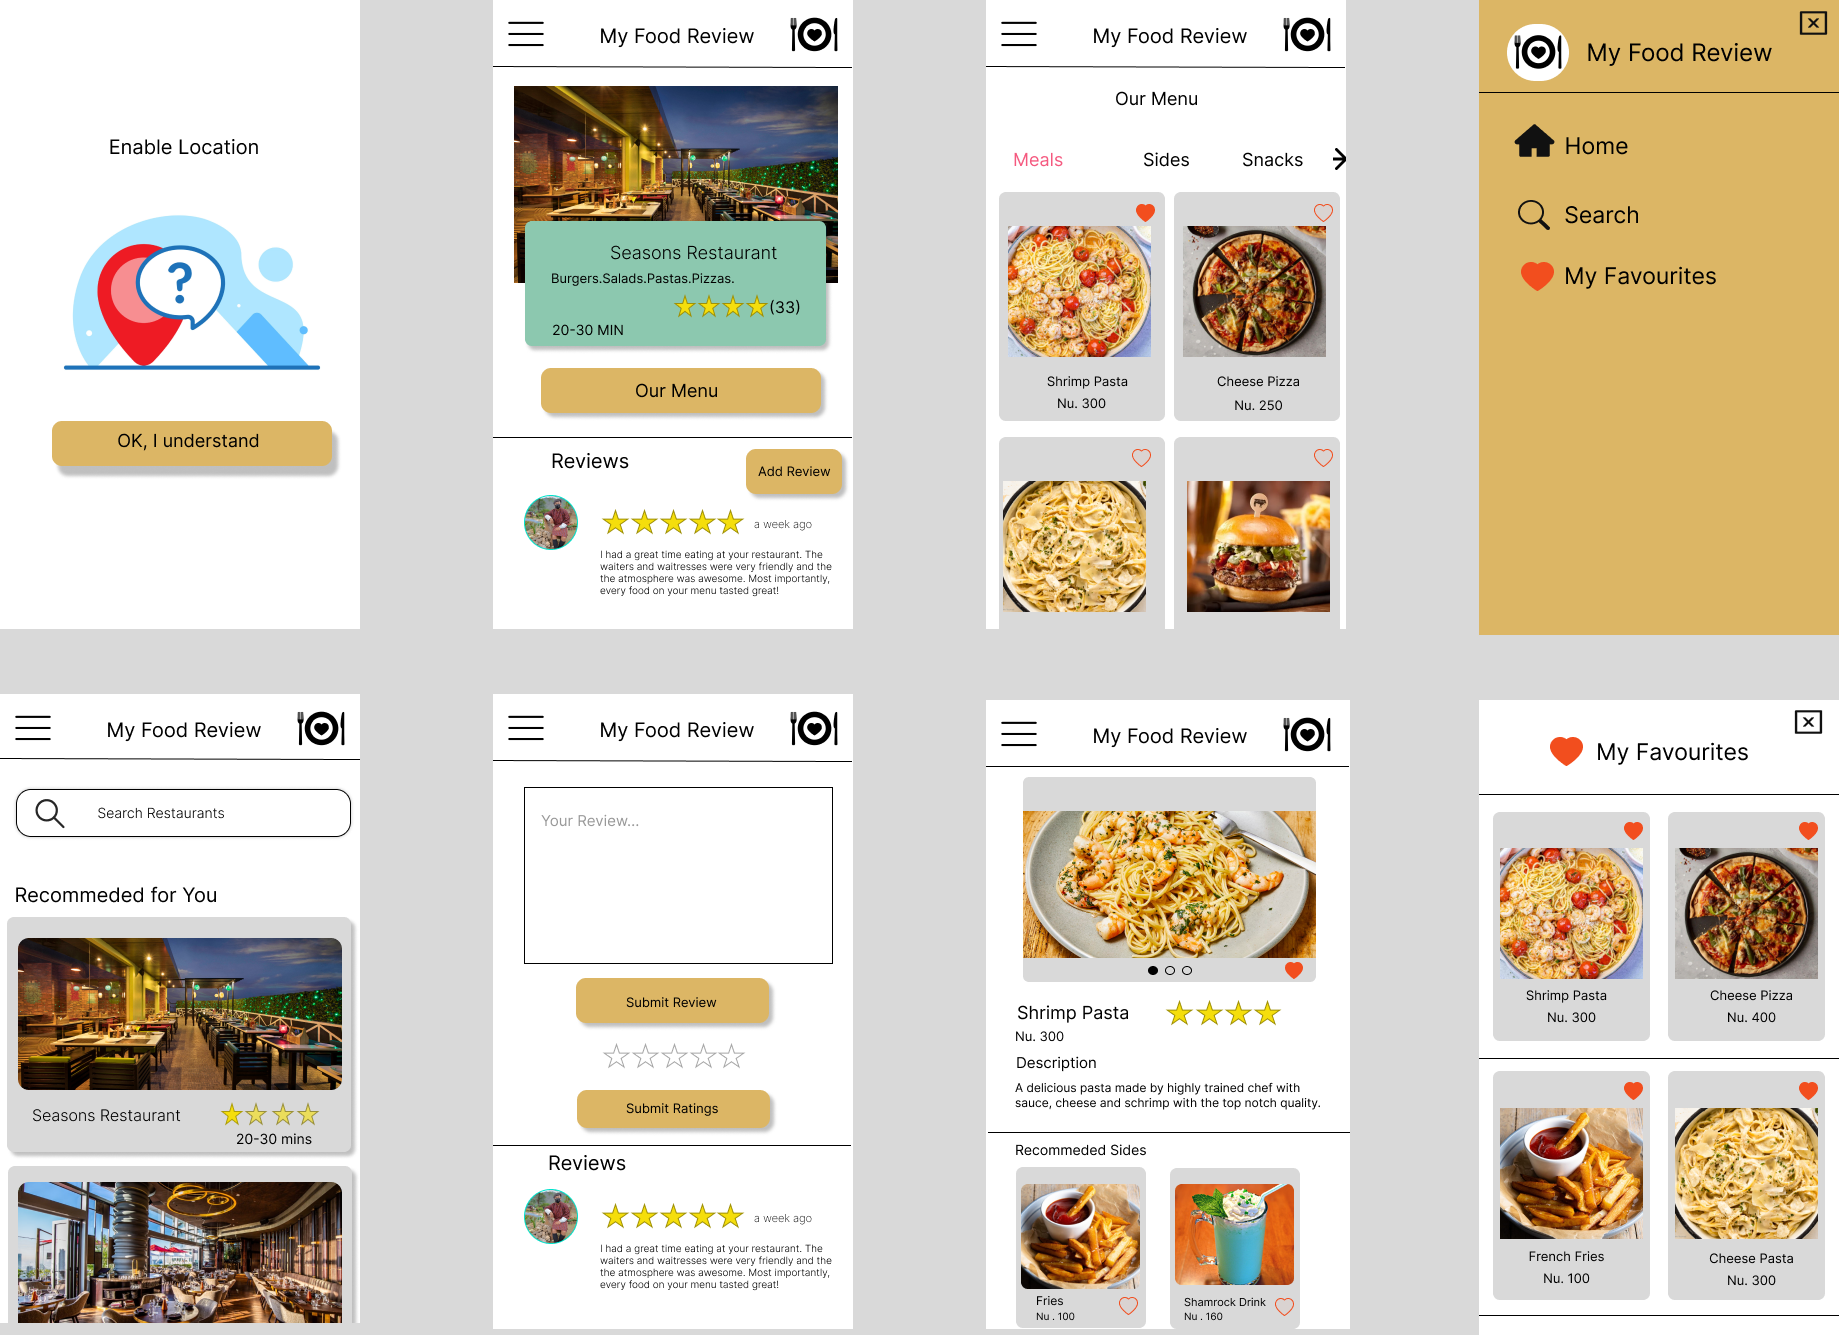 Enable Location
OK, I understand
My Food Review
Seasons Restaurant
Burgers.Salads.Pastas.Pizzas.
(33)
20-30 MIN
Our Menu
Reviews
Add Review
a week ago
I had a great time eating at your restaurant. The
waiters and waitresses were very friendly and the
the atmosphere was awesome. Most importantly,
every food on your menu tasted great!
My Food Review
Our Menu
Meals
Sides
Snacks
Shrimp Pasta
Nu. 300
Cheese Pizza
Nu. 250
My Food Review
Home
Search
My Favourites
My Food Review
Search Restaurants
Recommeded for You
Seasons Restaurant
20-30 mins
My Food Review
Your Review...
Submit Review
Submit Ratings
Reviews
a week ago
I had a great time eating at your restaurant. The
waiters and waitresses were very friendly and the
the atmosphere was awesome. Most importantly,
every food on your menu tasted great!
My Food Review
Shrimp Pasta
Nu. 300
Description
A delicious pasta made by highly trained chef with
sauce, cheese and schrimp with the top notch quality.
Recommeded Sides
Fries
Nu . 100
Shamrock Drink
Nu . 160
My Favourites
Shrimp Pasta
Nu. 300
Cheese Pizza
Nu. 400
French Fries
Nu. 100
Cheese Pasta
Nu. 300